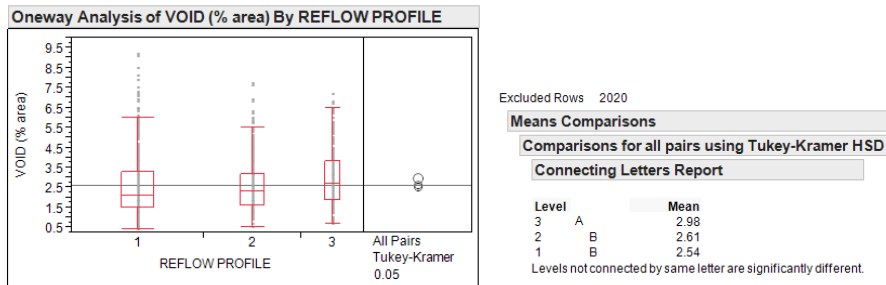 Oneway Analysis of VOID (% area) By REFLOW PROFILE
9.5
8.5
7.5
6.5
5.5
4.5
3.5
2.5
1.5
0.5
VOID (% area)
1 2 3
REFLOW PROFILE
All Pairs
Tukey-Kramer
0.05
Excluded Rows 2020
Means Comparisons
Comparisons for all pairs using Tukey-Kramer HSD
Connecting Letters Report
Level Mean
3 A 2.98
2 B 2.61
1 B 2.54
Levels not connected by same letter are significantly different.